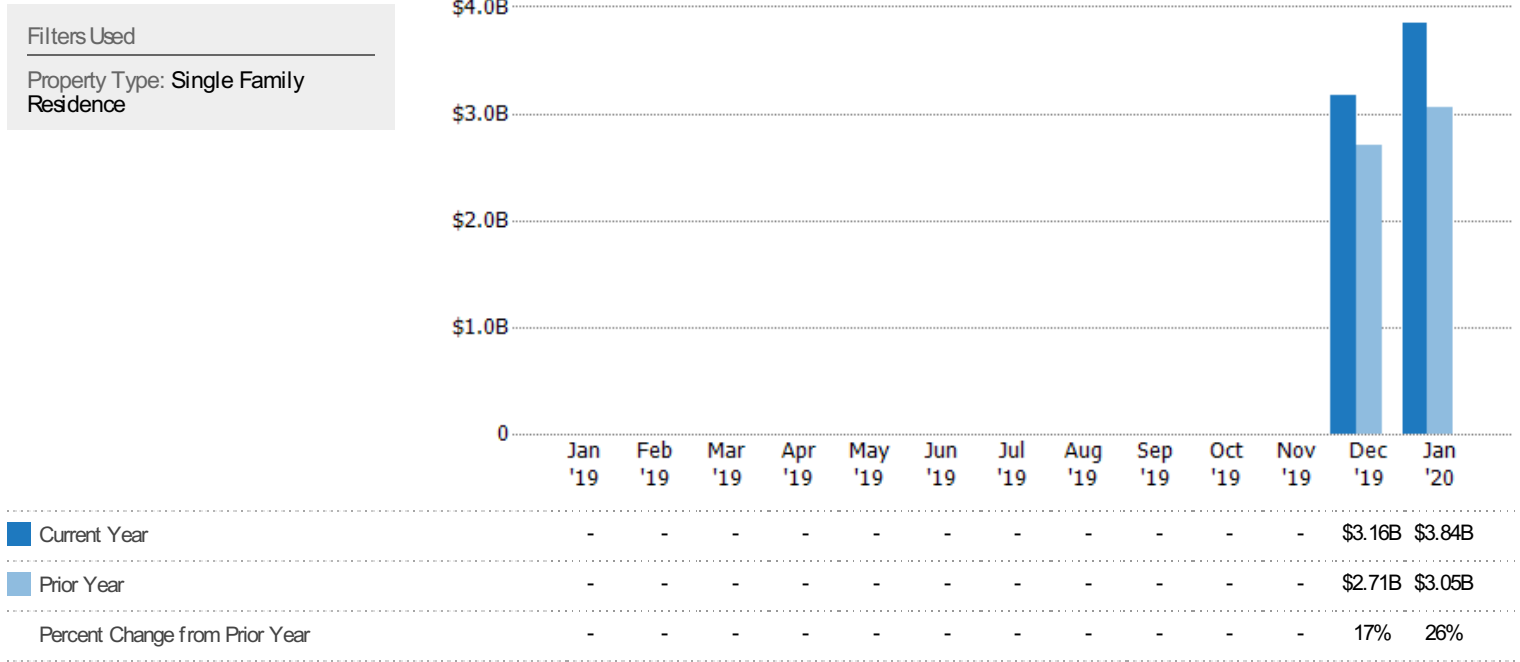 Filters Used
Property Type: Single Family
Residence
$4.0B
$3.0B
$2.0B
$1.0B
0
Jan Feb Mar Apr May Jun Jul Aug Sep Oct Nov Dec Jan
'19 '19 '19 '19 '19 '19 '19 '19 '19 '19 '19 '19 '20
Current Year - - - - - - - - - - - $3.16B $3.84B
Prior Year - - - - - - - - - - - $2.71B $3.05B
Percent Change from Prior Year - - - - - - - - - - - 17% 26%